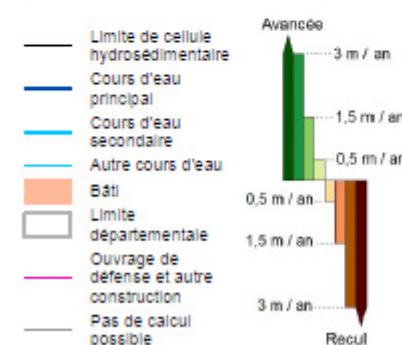 Limite de cellule
hydrosédimentaire
Cours d'eau
principal
Cours d'eau
secondaire
Autre cours d'eau
Bâti
Limite
départementale
Ouvrage de
défense et autre
construction
Pas de calcul
possible
Avancée
3 m / an
1,5 m / an
0,5 m / an
0,5 m / an
1,5 m / an
3 m / an
Recul